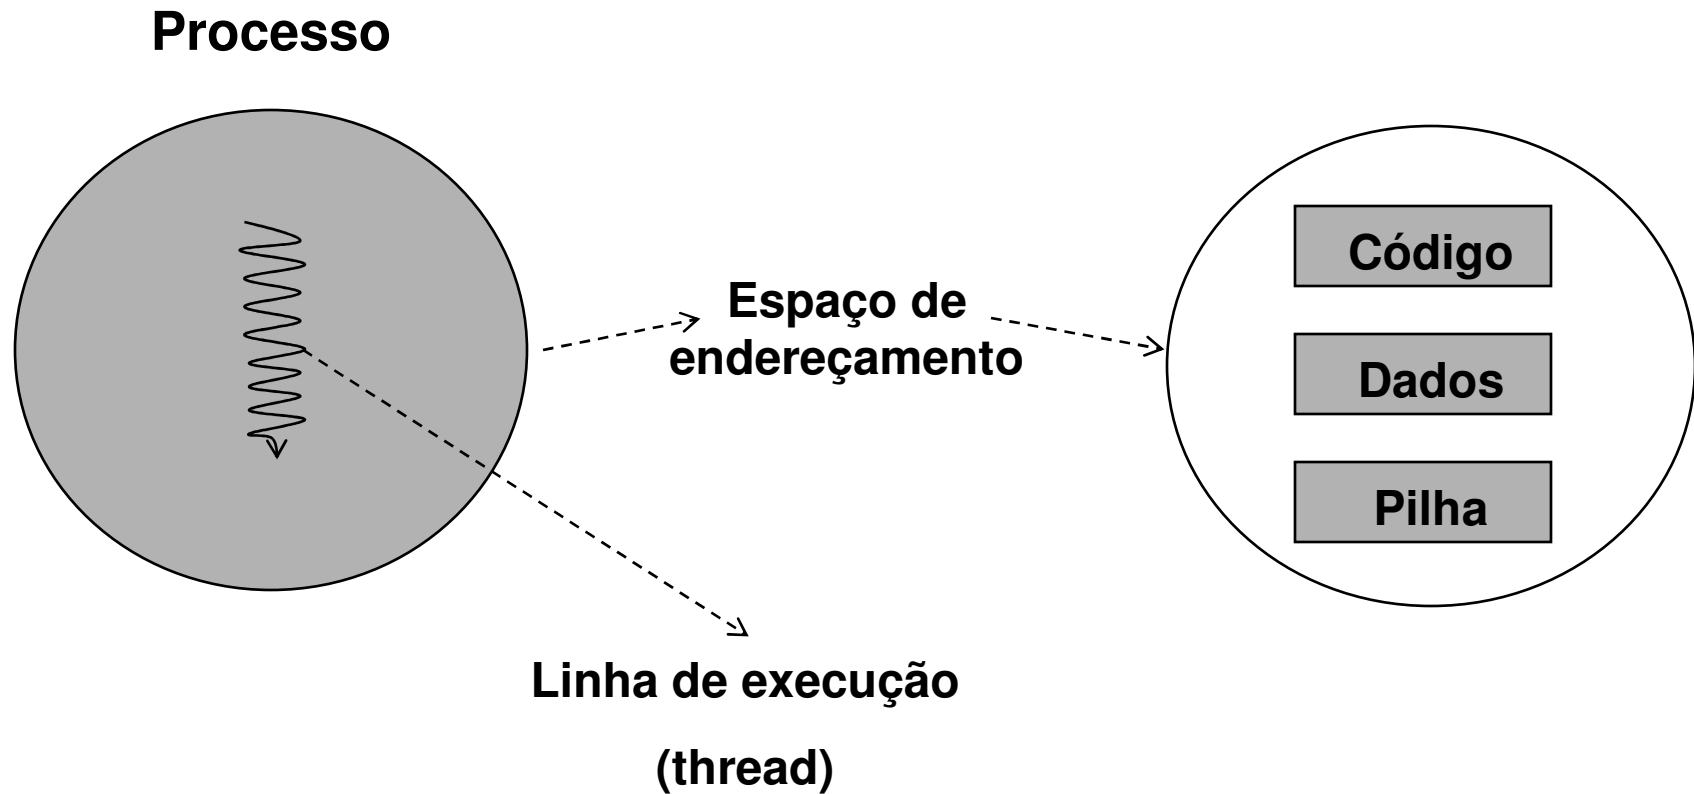 Processo
Espaço de
endereçamento
Código
Dados
Pilha
Linha de execução
(thread)